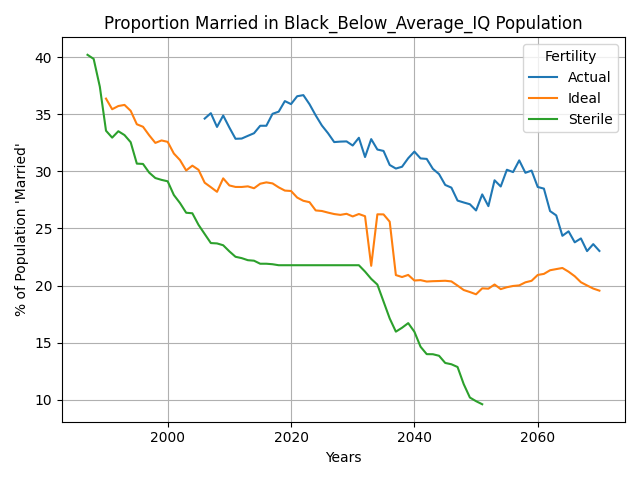 Proportion Married in Black_Below_Average_IQ Population
Fertility
Actual
Ideal
Sterile
% of Population 'Married'
40
35
30
25
20
15
10
2000
2020
2040
2060
Years